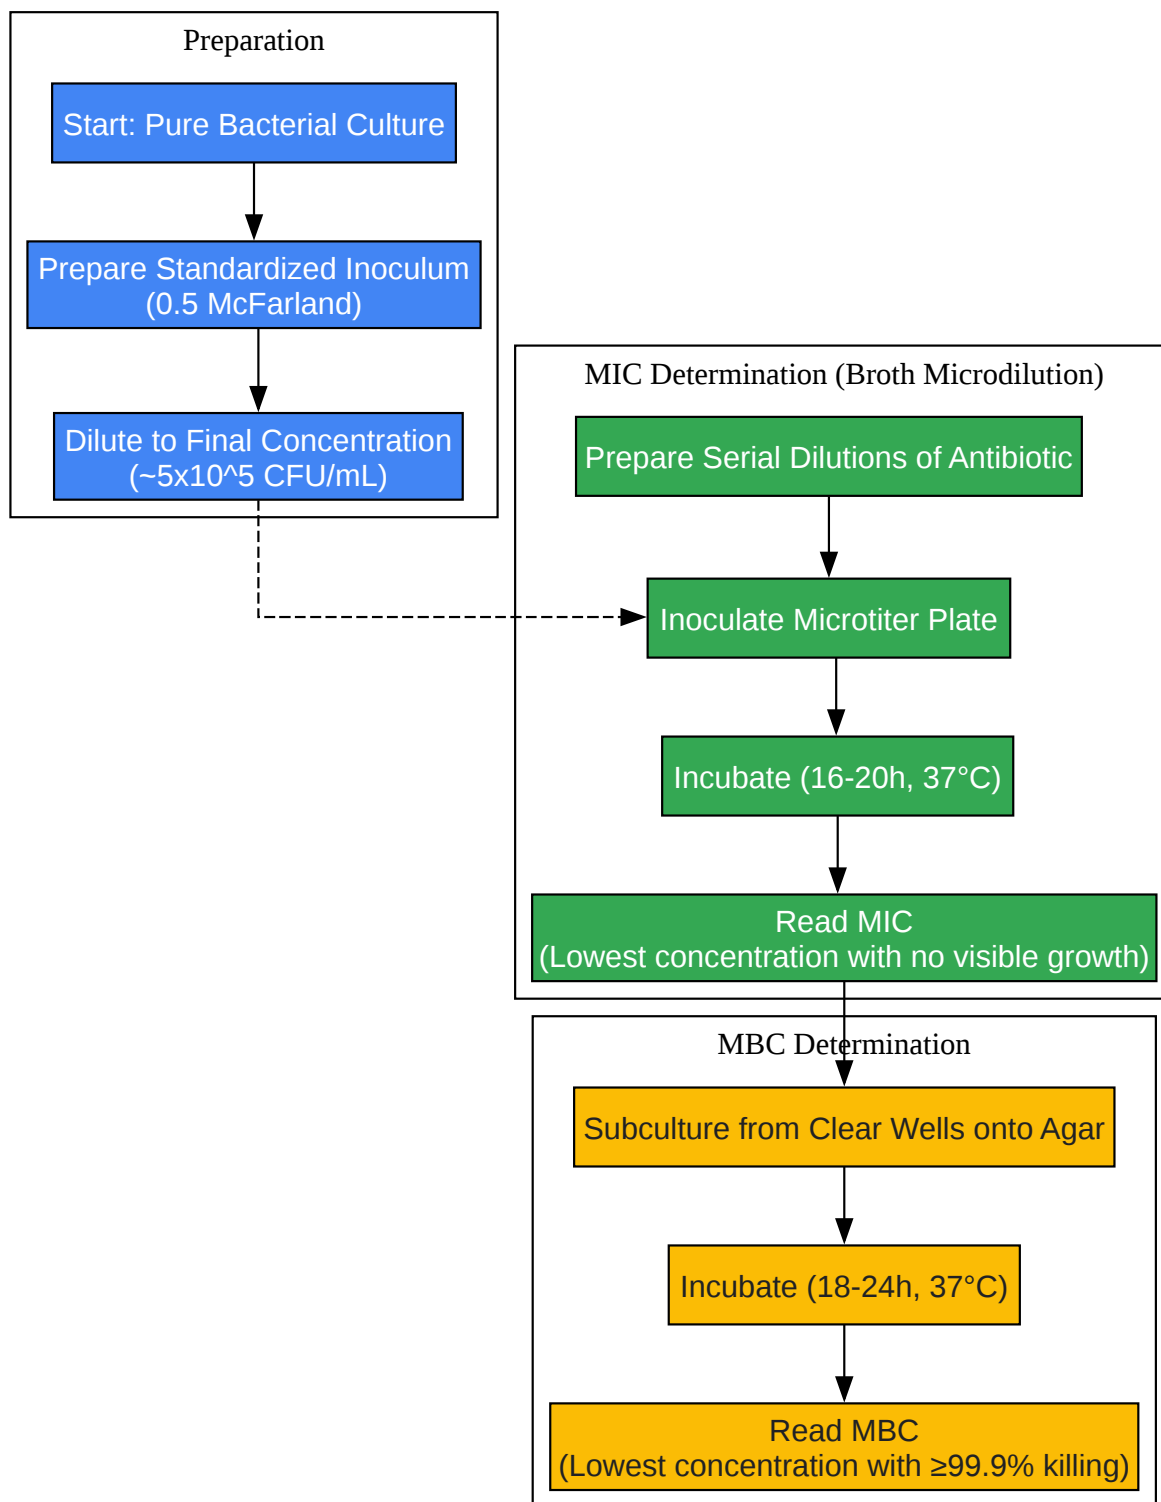 Preparation
Start: Pure Bacterial Culture
Prepare Standardized Inoculum
(0.5 McFarland)
Dilute to Final Concentration
(~5x10^5 CFU/mL)
MIC Determination (Broth Microdilution)
Prepare Serial Dilutions of Antibiotic
Inoculate Microtiter Plate
Incubate (16-20h, 37°C)
Read MIC
(Lowest concentration with no visible growth)
MBC Determination
Subculture from Clear Wells onto Agar
Incubate (18-24h, 37°C)
Read MBC
(Lowest concentration with ≥99.9% killing)